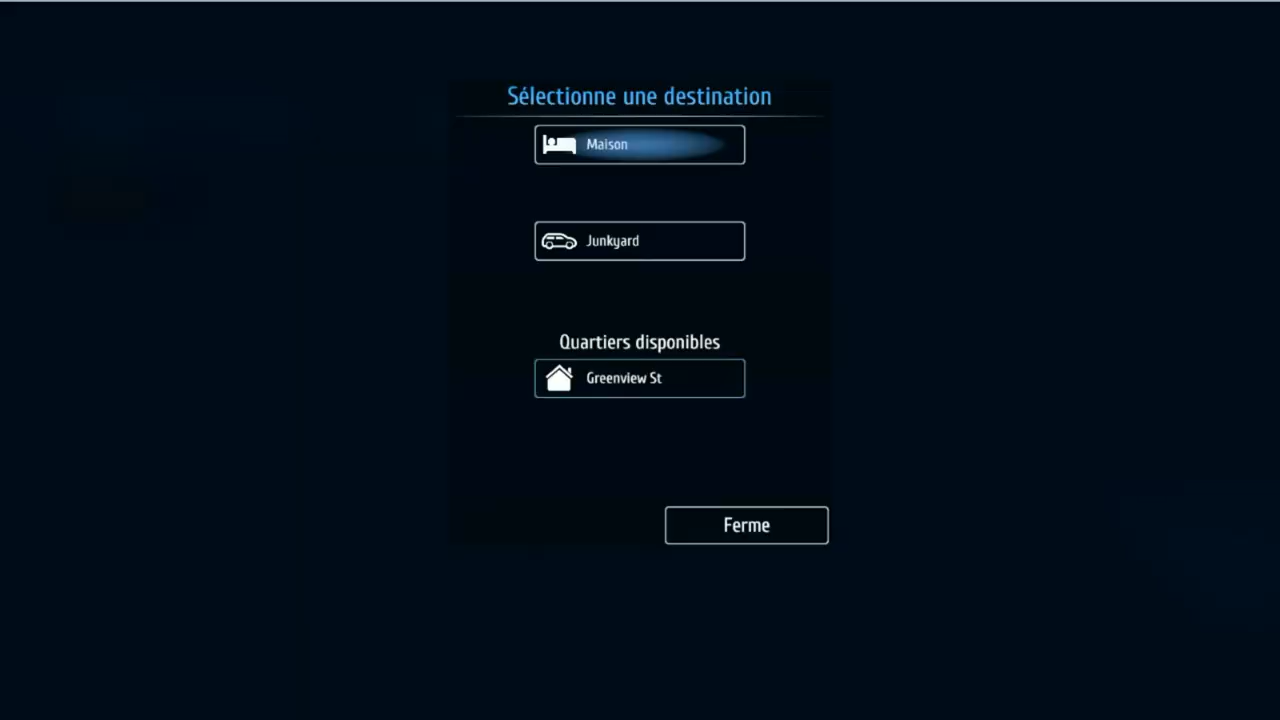 Sélectionne une destination
Maison
Junkyard
Quartiers disponibles
Greenview St
Ferme